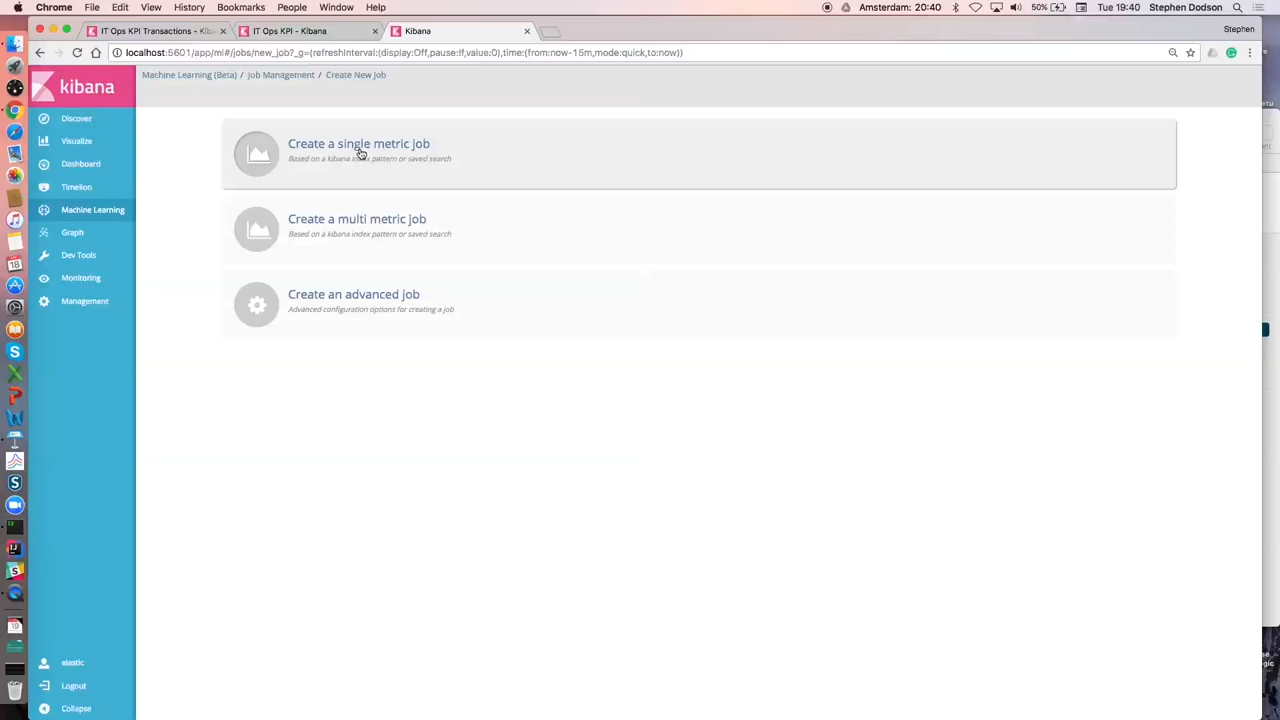 Chrome File Edit View History Bookmarks People Window Help Amsterdam: 20:40 50% Tue 19:40 Stephen Dodson
IT Ops KPI Transactions - Kiba IT Ops KPI - Kibana Kibana Stephen
localhost:5601/app/ml#/jobs/new_job?_g=(refreshInterval:(display:Off,pause:!f,value:0),time:(from:now-15m,mode:quick,to:now))
kibana
Machine Learning (Beta) / Job Management / Create New Job
Discover
Visualize
Dashboard
Timelion
Machine Learning
Graph
Dev Tools
Monitoring
Management
Create a single metric job
Based on a kibana index pattern or saved search
Create a multi metric job
Based on a kibana index pattern or saved search
Create an advanced job
Advanced configuration options for creating a job
elastic
Logout
Collapse